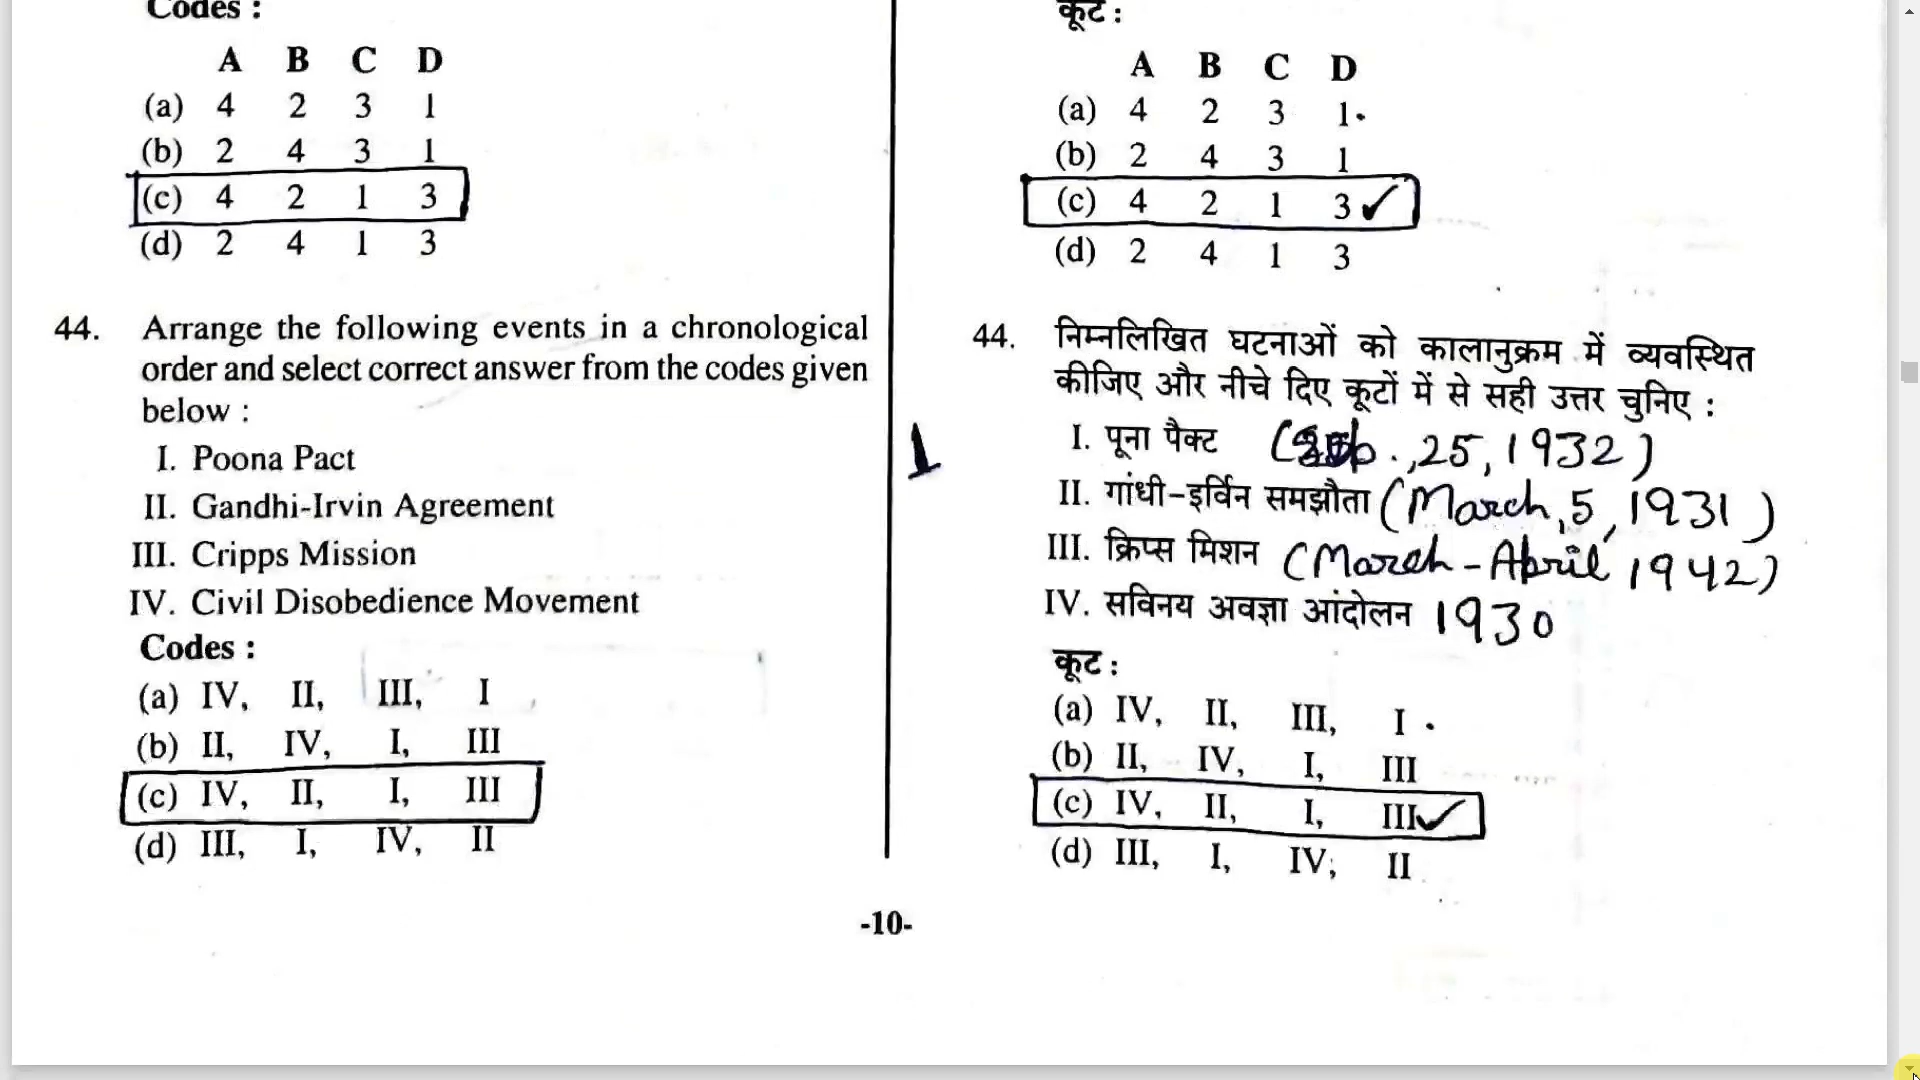 Codes :
A B C D
(a) 4 2 3 1
(b) 2 4 3 1
(c) 4 2 1 3
(d) 2 4 1 3
44. Arrange the following events in a chronological
order and select correct answer from the codes given
below :
I. Poona Pact
II. Gandhi-Irvin Agreement
III. Cripps Mission
IV. Civil Disobedience Movement
Codes :
(a) IV, II, III, I
(b) II, IV, I, III
(c) IV, II, I, III
(d) III, I, IV, II
कूट :
A B C D
(a) 4 2 3 1
(b) 2 4 3 1
(c) 4 2 1 3 ✓
(d) 2 4 1 3
44. निम्नलिखित घटनाओं को कालानुक्रम में व्यवस्थित
कीजिए और नीचे दिए कूटों में से सही उत्तर चुनिए :
1
I. पूना पैक्ट ., 25, 1932)
II. गांधी-इर्विन समझौता (March, 5, 1931)
III. क्रिप्स मिशन (March - April 1942)
IV. सविनय अवज्ञा आंदोलन 1930
कूट :
(a) IV, II, III, I
(b) II, IV, I, III
(c) IV, II, I, III ✓
(d) III, I, IV, II
-10-